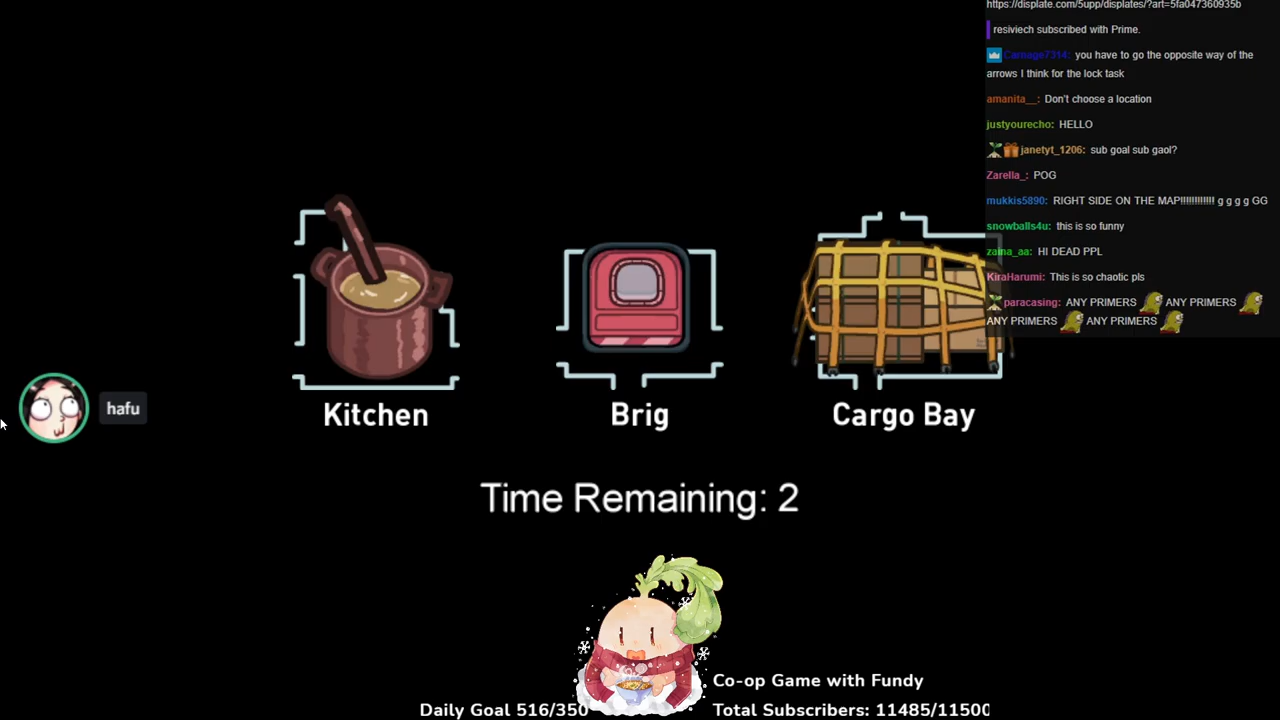 https://displate.com/5upp/displates/?art=5fa047360935b
resiviech subscribed with Prime.
Carnage7314: you have to go the opposite way of the
arrows I think for the lock task
amanita__: Don't choose a location
justyourecho: HELLO
janetyt_1206: sub goal sub gaol?
Zarella_: POG
mukkis5890: RIGHT SIDE ON THE MAP!!!!!!!!!!!!! g g g g GG
snowballs4u: this is so funny
zaina_aa: HI DEAD PPL
KiraHarumi: This is so chaotic pls
paracasing: ANY PRIMERS ANY PRIMERS
ANY PRIMERS ANY PRIMERS
hafu
Kitchen
Brig
Cargo Bay
Time Remaining: 2
Co-op Game with Fundy
Daily Goal 516/350
Total Subscribers: 11485/11500